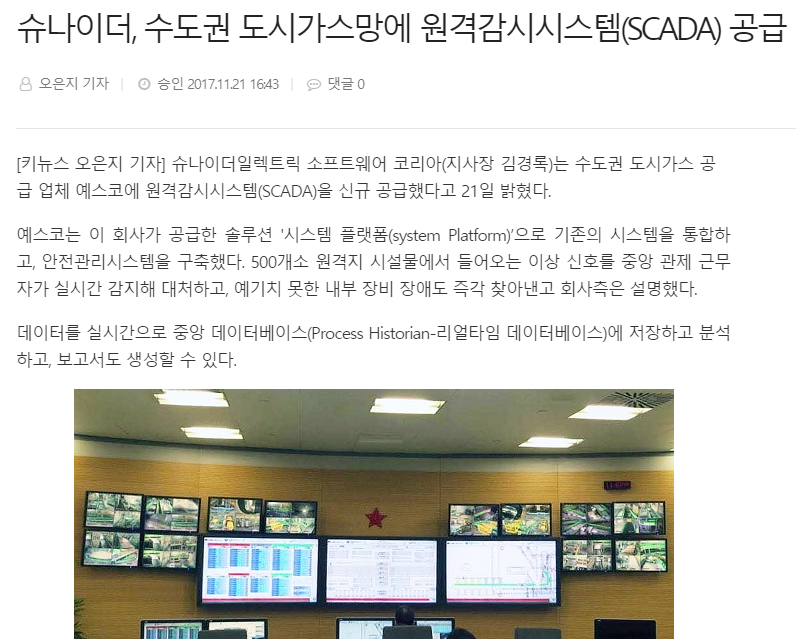 슈나이더, 수도권 도시가스망에 원격감시시스템(SCADA) 공급
오은지 기자 | 승인 2017.11.21 16:43 | 댓글 0
[키뉴스 오은지 기자] 슈나이더일렉트릭 소프트웨어 코리아(지사장 김경록)는 수도권 도시가스 공
급 업체 예스코에 원격감시시스템(SCADA)을 신규 공급했다고 21일 밝혔다.
예스코는 이 회사가 공급한 솔루션 '시스템 플랫폼(system Platform)'으로 기존의 시스템을 통합하
고, 안전관리시스템을 구축했다. 500개소 원격지 시설물에서 들어오는 이상 신호를 중앙 관제 근무
자가 실시간 감지해 대처하고, 예기치 못한 내부 장비 장애도 즉각 찾아낸고 회사측은 설명했다.
데이터를 실시간으로 중앙 데이터베이스(Process Historian-리얼타임 데이터베이스)에 저장하고 분석
하고, 보고서도 생성할 수 있다.